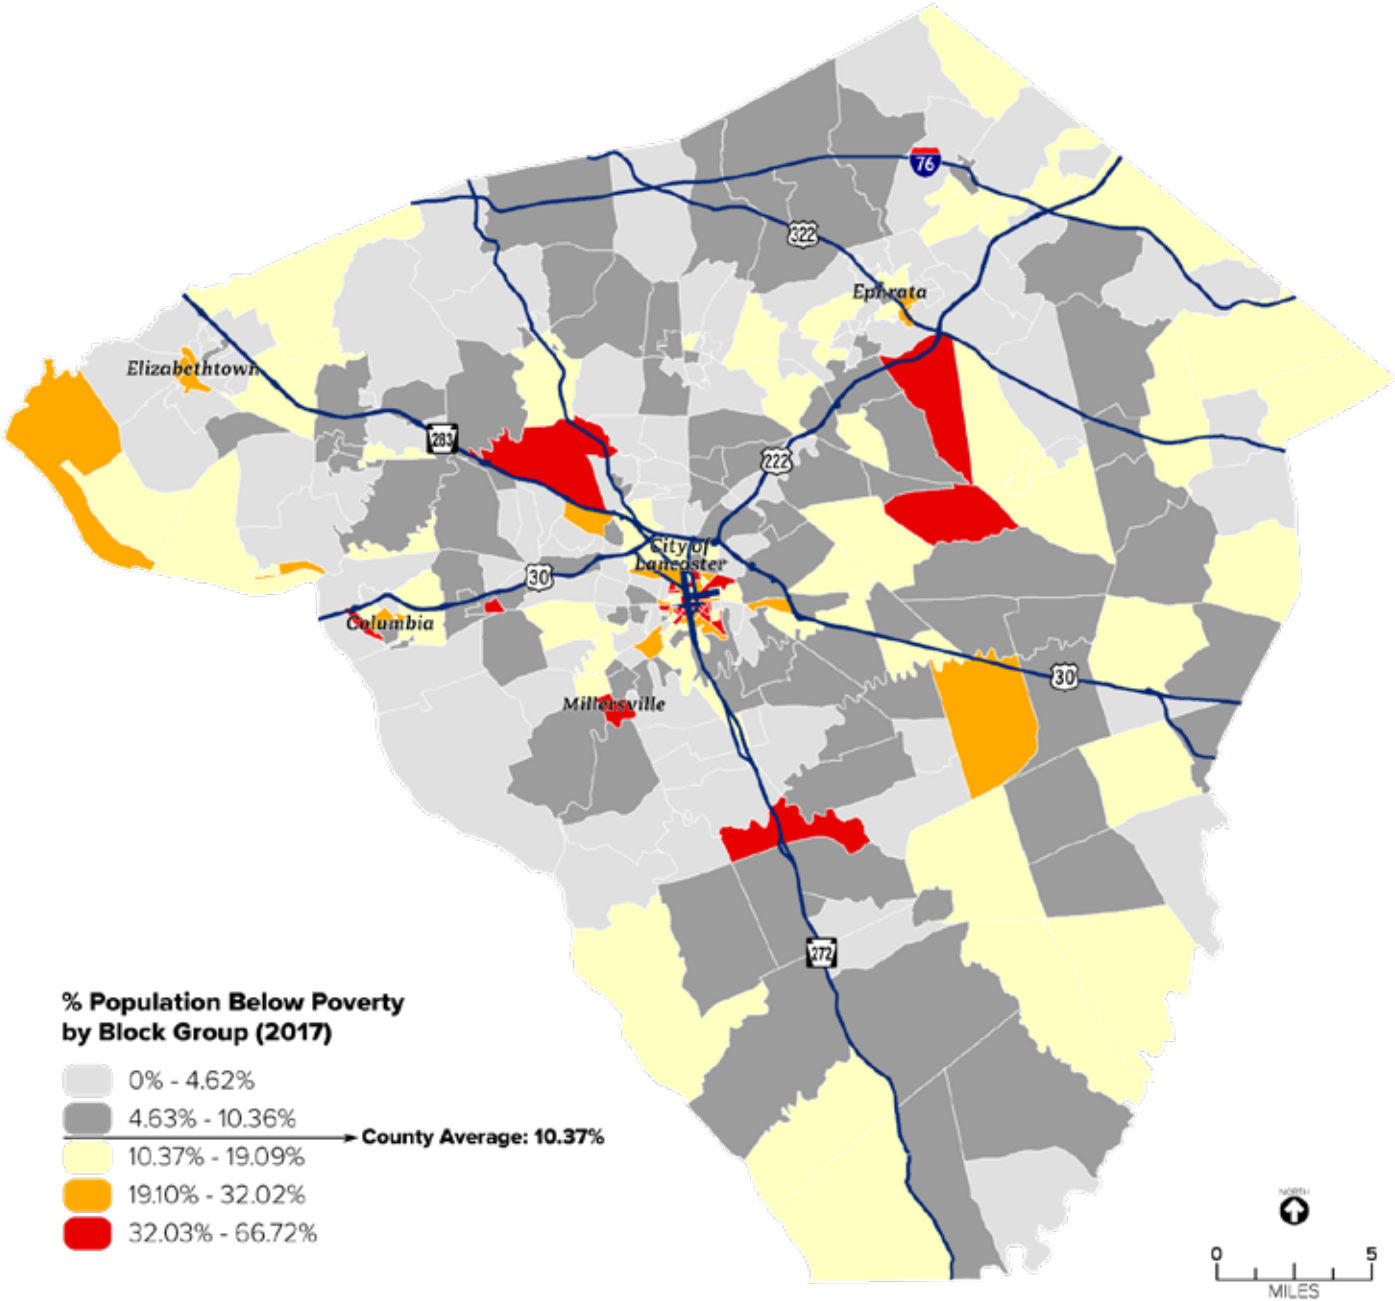 76
322
Ephrata
Elizabethtown
283
222
City of
Lancaster
30
Columbia
30
Millersville
272
% Population Below Poverty
by Block Group (2017)
0% - 4.62%
4.63% - 10.36%
County Average: 10.37%
10.37% - 19.09%
19.10% - 32.02%
32.03% - 66.72%
NORTH
0 5
MILES